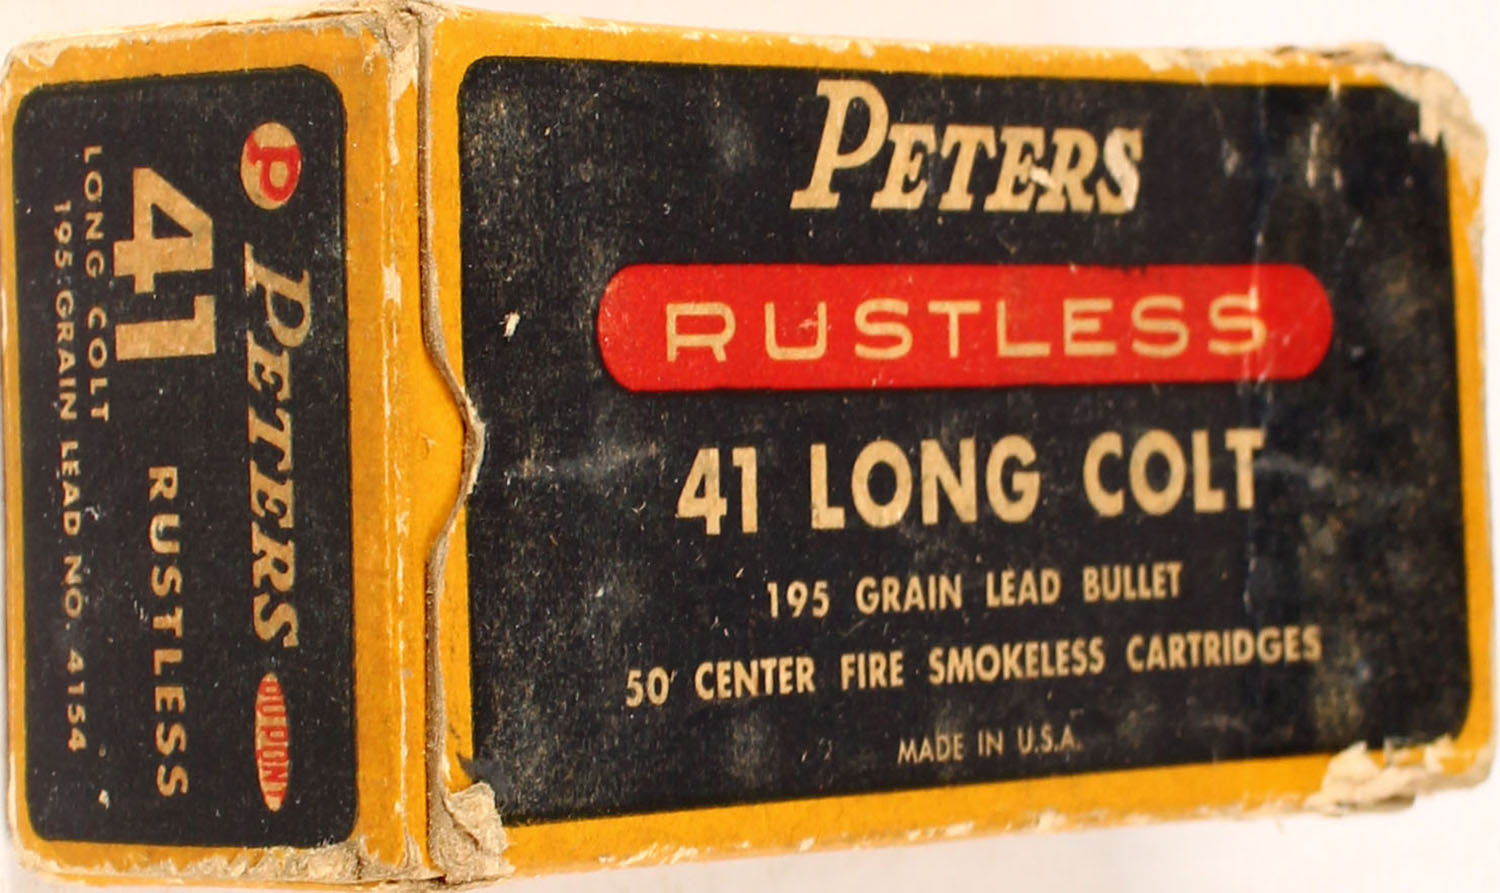 PETERS
RUSTLESS
41 LONG COLT
195 GRAIN LEAD BULLET
50 CENTER FIRE SMOKELESS CARTRIDGES
MADE IN U.S.A.
P PETERS DUPONT
41 RUSTLESS
LONG COLT
195 GRAIN LEAD NO. 4154